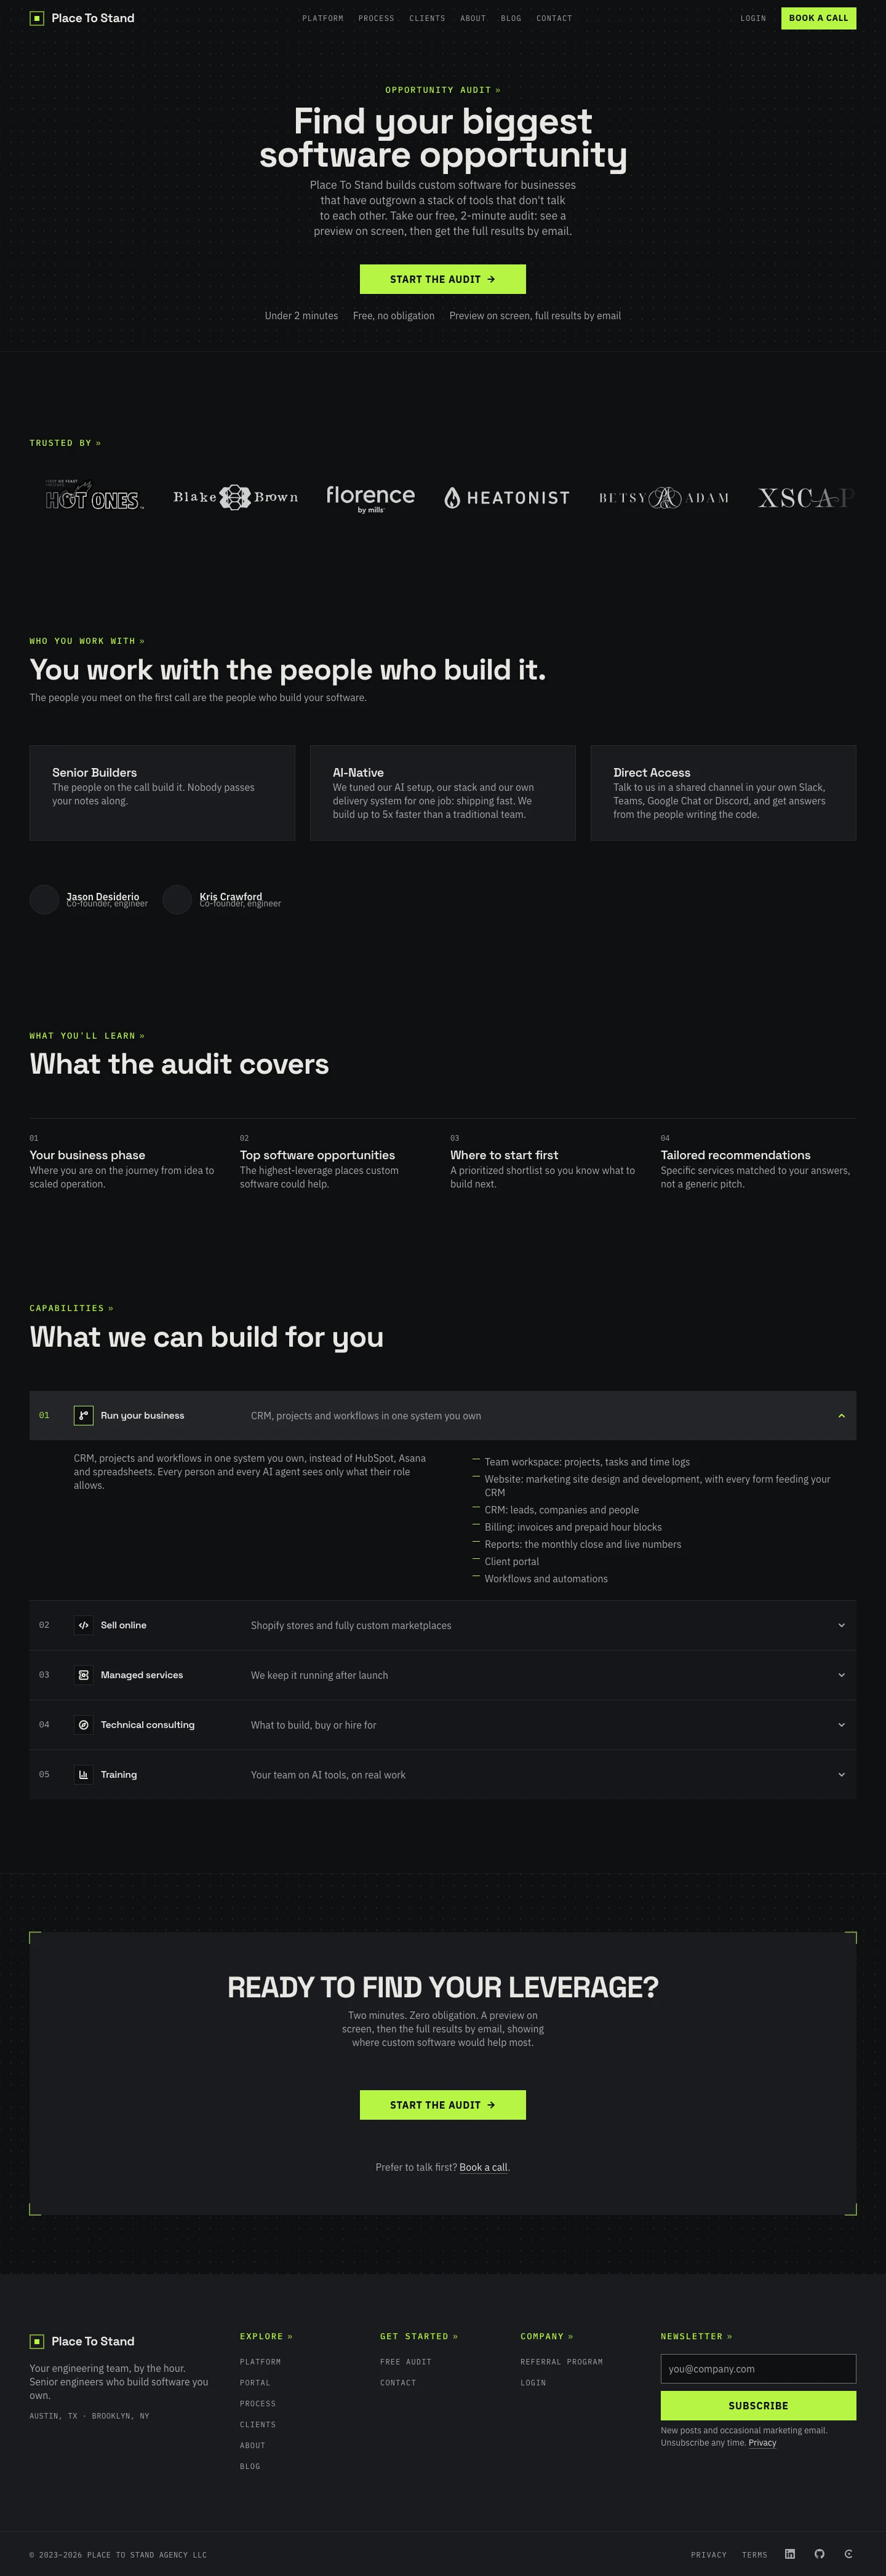 Place To Stand
PLATFORM PROCESS CLIENTS ABOUT BLOG CONTACT
LOGIN BOOK A CALL
OPPORTUNITY AUDIT »
Find your biggest
software opportunity
Place To Stand builds custom software for businesses
that have outgrown a stack of tools that don't talk
to each other. Take our free, 2-minute audit: see a
preview on screen, then get the full results by email.
START THE AUDIT →
Under 2 minutes Free, no obligation Preview on screen, full results by email
TRUSTED BY »
HOT ONES
Blake Brown
florence
by mills
HEATONIST
BETSY ADAM
XSCAP
WHO YOU WORK WITH »
You work with the people who build it.
The people you meet on the first call are the people who build your software.
Senior Builders
The people on the call build it. Nobody passes
your notes along.
AI-Native
We tuned our AI setup, our stack and our own
delivery system for one job: shipping fast. We
build up to 5x faster than a traditional team.
Direct Access
Talk to us in a shared channel in your own Slack,
Teams, Google Chat or Discord, and get answers
from the people writing the code.
Jason Desiderio
Co-founder, engineer
Kris Crawford
Co-founder, engineer
WHAT YOU'LL LEARN »
What the audit covers
01
Your business phase
Where you are on the journey from idea to
scaled operation.
02
Top software opportunities
The highest-leverage places custom
software could help.
03
Where to start first
A prioritized shortlist so you know what to
build next.
04
Tailored recommendations
Specific services matched to your answers,
not a generic pitch.
CAPABILITIES »
What we can build for you
01 Run your business CRM, projects and workflows in one system you own
CRM, projects and workflows in one system you own, instead of HubSpot, Asana
and spreadsheets. Every person and every AI agent sees only what their role
allows.
Team workspace: projects, tasks and time logs
Website: marketing site design and development, with every form feeding your
CRM
CRM: leads, companies and people
Billing: invoices and prepaid hour blocks
Reports: the monthly close and live numbers
Client portal
Workflows and automations
02 Sell online Shopify stores and fully custom marketplaces
03 Managed services We keep it running after launch
04 Technical consulting What to build, buy or hire for
05 Training Your team on AI tools, on real work
READY TO FIND YOUR LEVERAGE?
Two minutes. Zero obligation. A preview on
screen, then the full results by email, showing
where custom software would help most.
START THE AUDIT →
Prefer to talk first? Book a call.
Place To Stand
Your engineering team, by the hour.
Senior engineers who build software you
own.
AUSTIN, TX · BROOKLYN, NY
EXPLORE »
PLATFORM
PORTAL
PROCESS
CLIENTS
ABOUT
BLOG
GET STARTED »
FREE AUDIT
CONTACT
COMPANY »
REFERRAL PROGRAM
LOGIN
NEWSLETTER »
you@company.com
SUBSCRIBE
New posts and occasional marketing email.
Unsubscribe any time. Privacy
© 2023–2026 PLACE TO STAND AGENCY LLC
PRIVACY TERMS